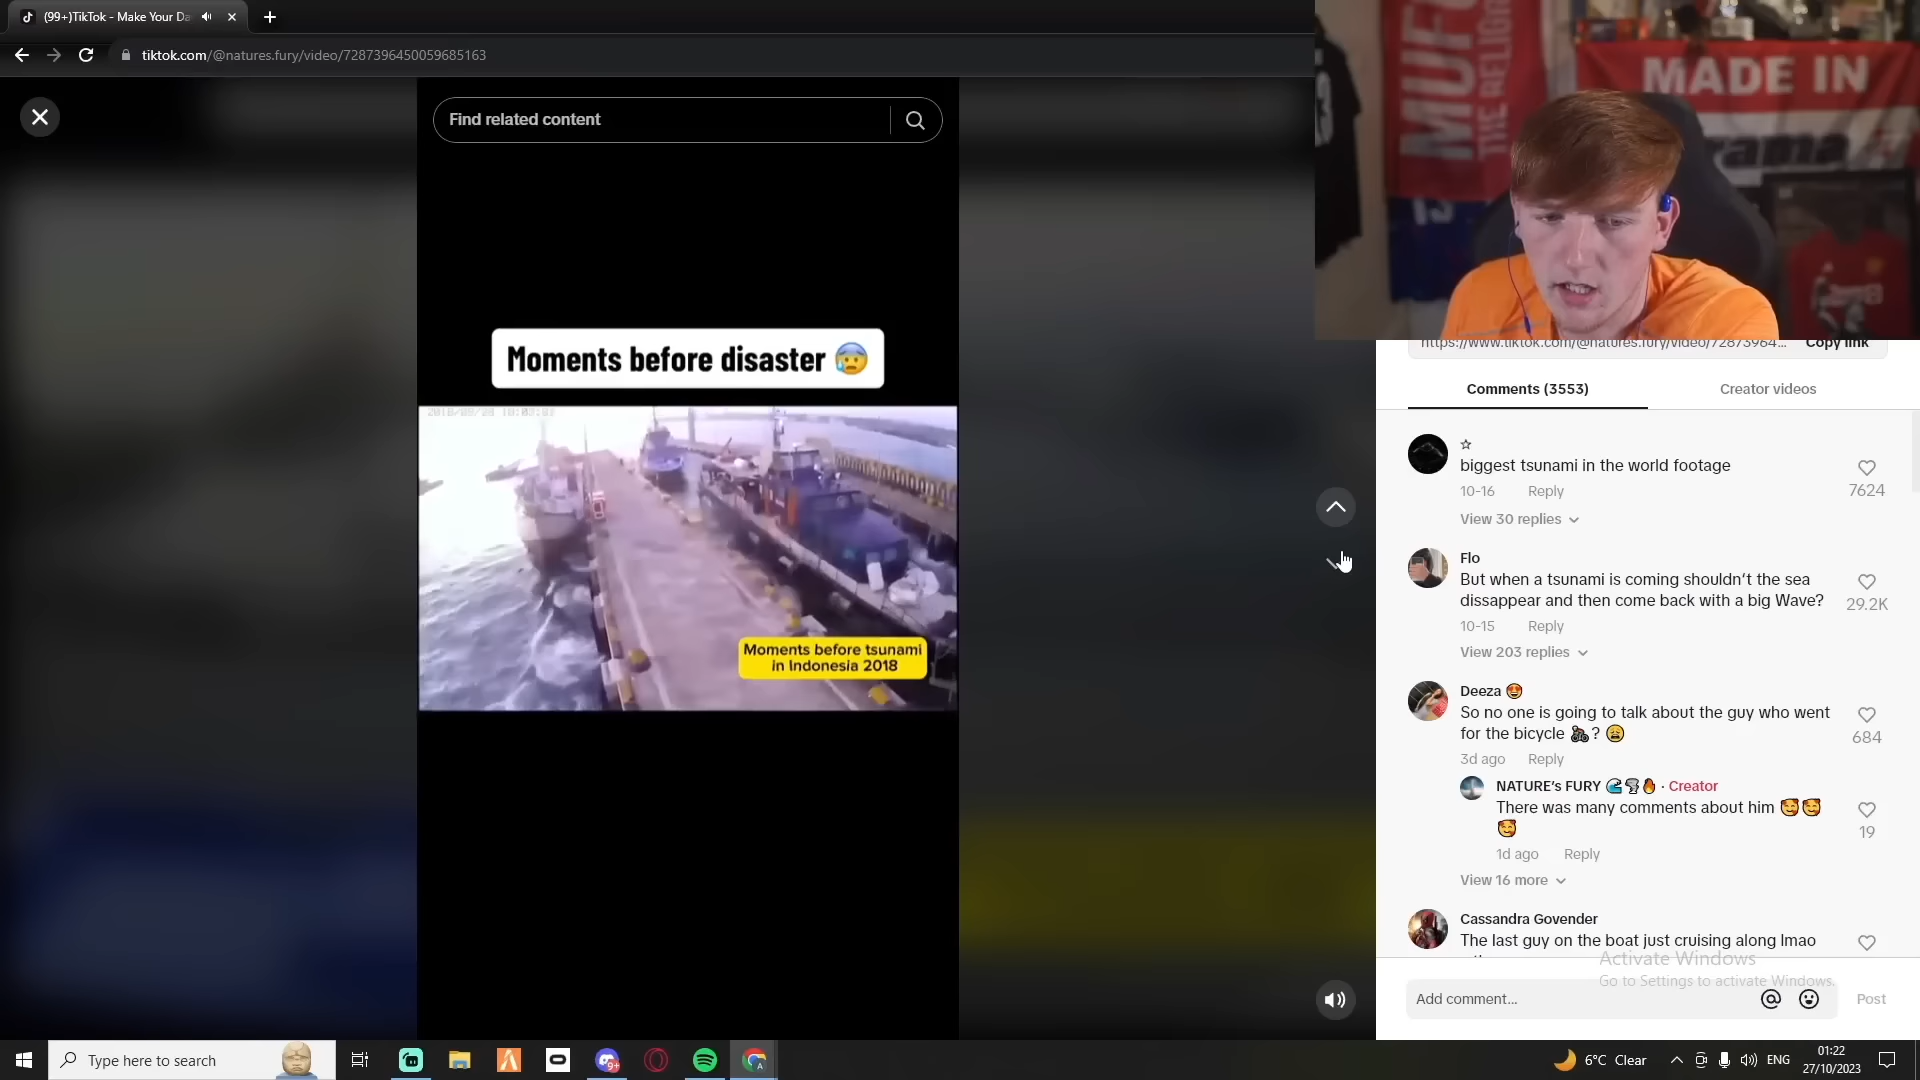 (99+)TikTok - Make Your Da
tiktok.com/@natures.fury/video/7287396450059685163
MUFC
THE RELIGION
MADE IN
Find related content
Moments before disaster 😰
Moments before tsunami
in Indonesia 2018
https://www.tiktok.com/@natures.fury/video/72873964...
Copy link
Comments (3553)
Creator videos
☆
biggest tsunami in the world footage
7624
10-16 Reply
View 30 replies
Flo
But when a tsunami is coming shouldn't the sea
dissappear and then come back with a big Wave?
29.2K
10-15 Reply
View 203 replies
Deeza 😍
So no one is going to talk about the guy who went
for the bicycle 🚴🏿? 😩
684
3d ago Reply
NATURE's FURY 🌊🌪🔥 · Creator
There was many comments about him 🥰🥰
🥰
19
1d ago Reply
View 16 more
Cassandra Govender
The last guy on the boat just cruising along lmao
Activate Windows
Go to Settings to activate Windows.
Add comment...
Post
Type here to search
9+
A
6°C Clear
ENG
01:22
27/10/2023